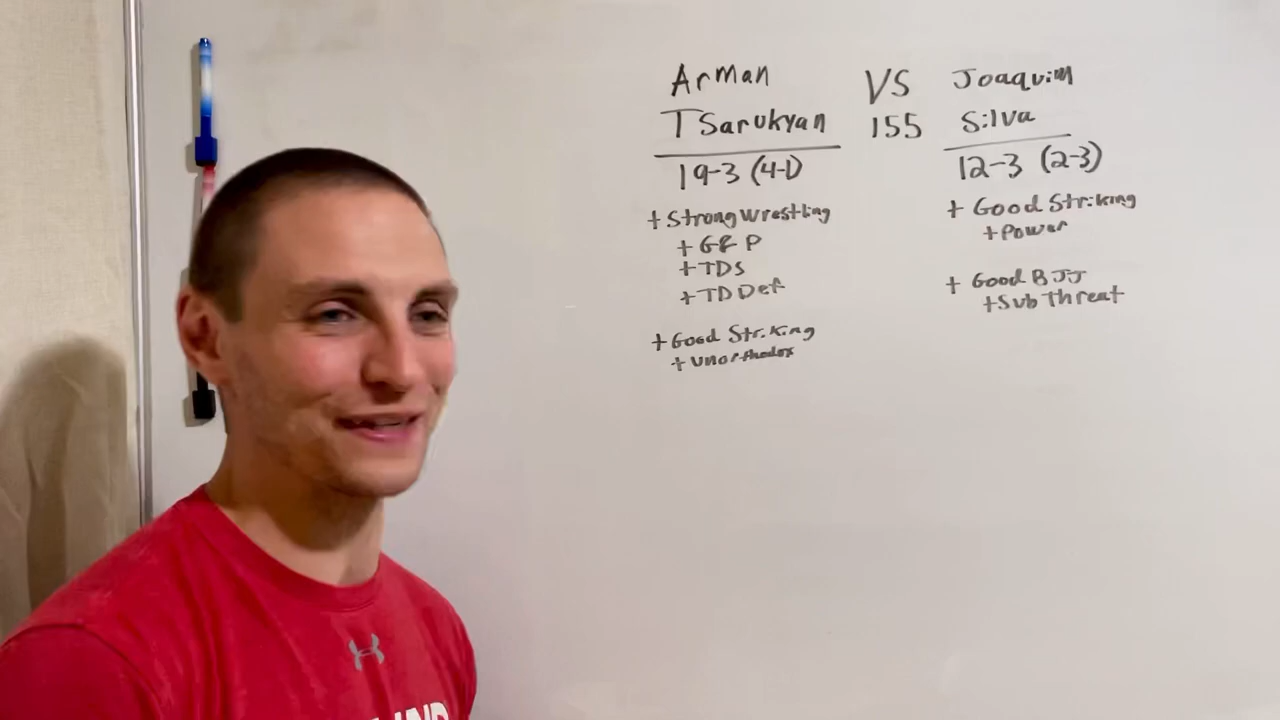 Arman VS Joaquim
Tsarukyan 155 Silva
19-3 (4-1) 12-3 (2-3)
+ Strong Wrestling
+ G&P
+ TDS
+ TD Def
+ Good Striking
+ Unorthodox
+ Good Striking
+ Power
+ Good BJJ
+ Sub Threat